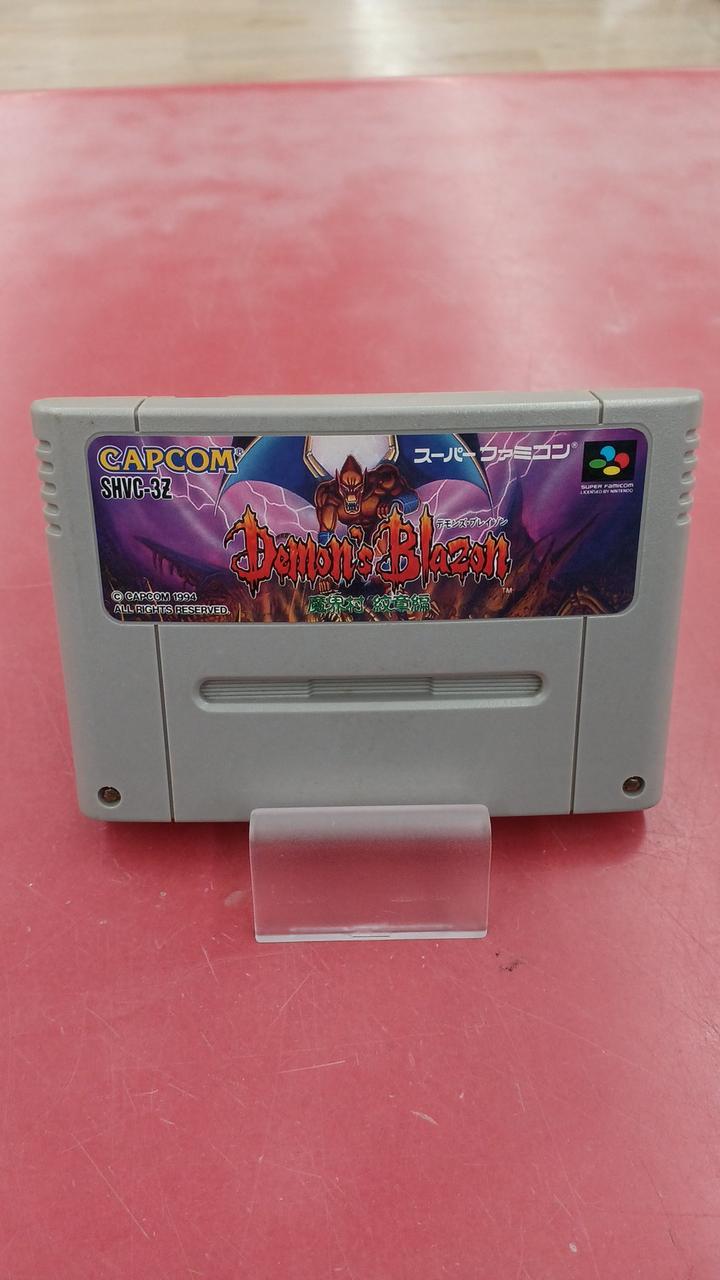 CAPCOM®
SHVC-3Z
スーパーファミコン®
SUPER FAMICOM
LICENSED BY NINTENDO
デモンズ・ブレイゾン
Demon's Blazon™
魔界村 紋章編
© CAPCOM 1994
ALL RIGHTS RESERVED.